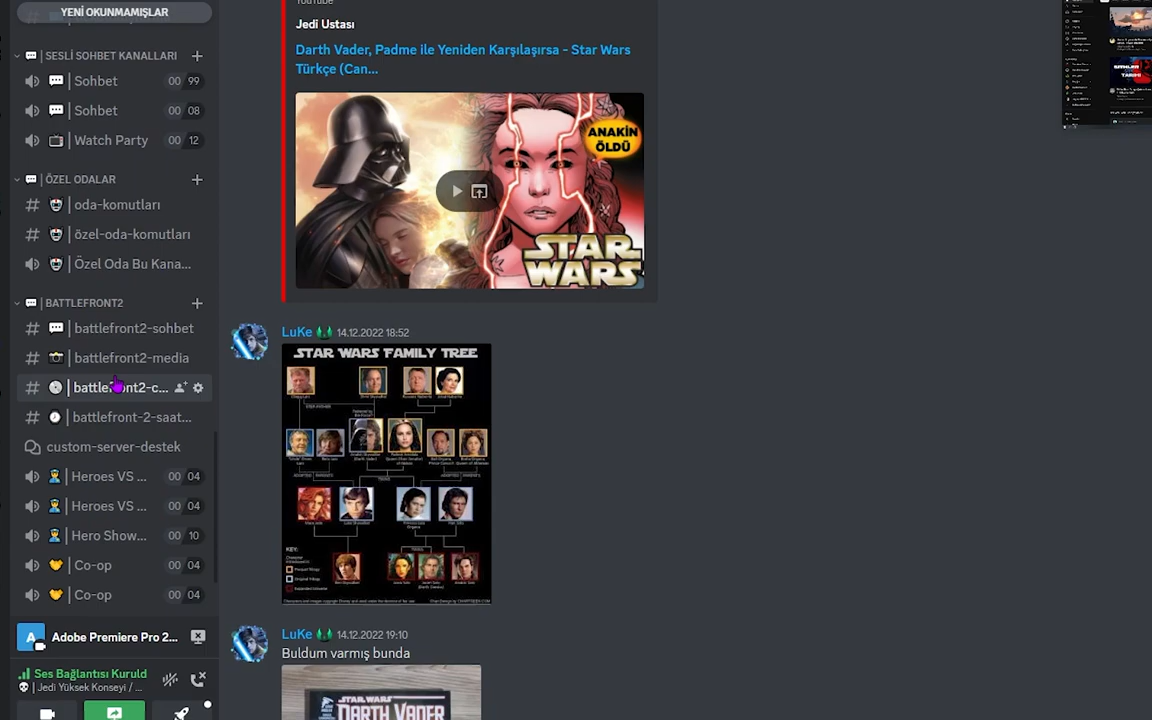 YENİ OKUNMAMIŞLAR
SESLİ SOHBET KANALLARI
Sohbet 00 99
Sohbet 00 08
Watch Party 00 12
ÖZEL ODALAR
oda-komutları
özel-oda-komutları
Özel Oda Bu Kana...
BATTLEFRONT2
battlefront2-sohbet
battlefront2-media
battlefront2-c...
battlefront-2-saat...
custom-server-destek
Heroes VS ... 00 04
Heroes VS ... 00 04
Hero Show... 00 10
Co-op 00 04
Co-op 00 04
Adobe Premiere Pro 2...
Ses Bağlantısı Kuruld
Jedi Yüksek Konseyi / ...
YouTube
Jedi Ustası
Darth Vader, Padme ile Yeniden Karşılaşırsa - Star Wars
Türkçe (Can...
ANAKİN
ÖLDÜ
STAR
WARS
LuKe 14.12.2022 18:52
STAR WARS FAMILY TREE
KEY:
LuKe 14.12.2022 19:10
Buldum varmış bunda
STAR WARS
DARTH VADER